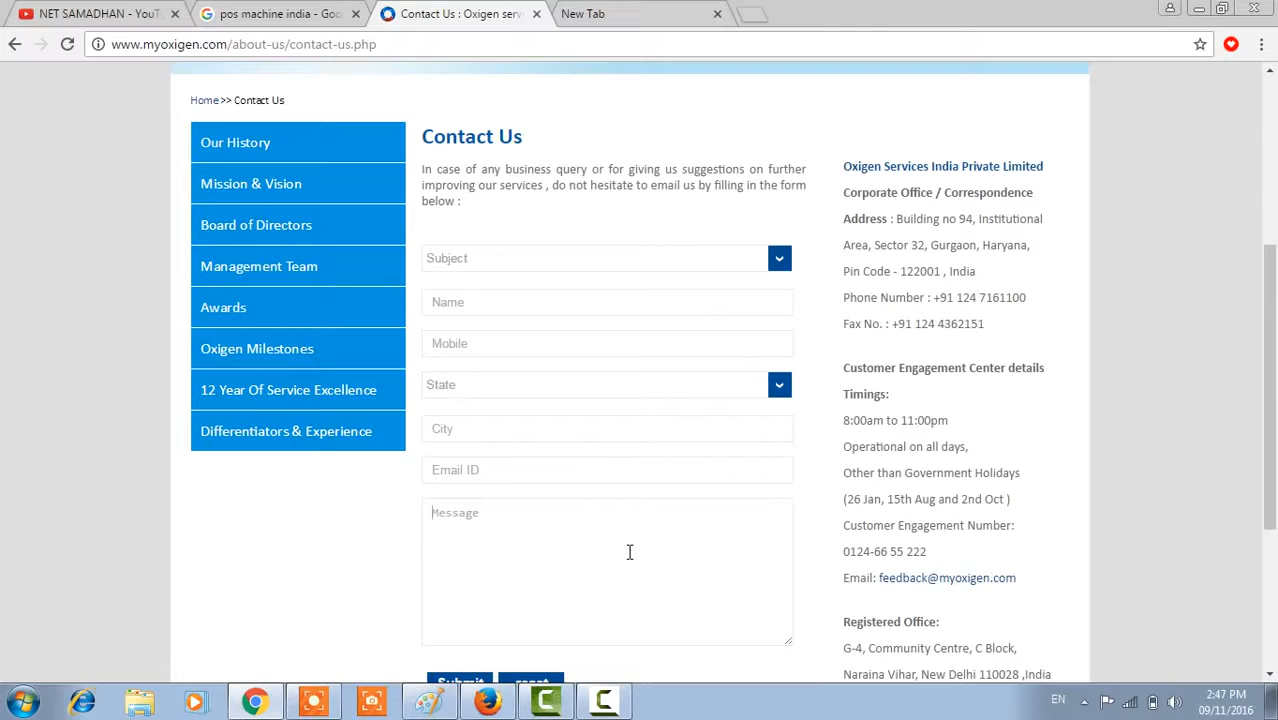 NET SAMADHAN - YouT
pos machine india - Goo
Contact Us : Oxigen serv
New Tab
www.myoxigen.com/about-us/contact-us.php
Home >> Contact Us
Our History
Mission & Vision
Board of Directors
Management Team
Awards
Oxigen Milestones
12 Year Of Service Excellence
Differentiators & Experience
Contact Us
In case of any business query or for giving us suggestions on further
improving our services , do not hesitate to email us by filling in the form
below :
Subject
Name
Mobile
State
City
Email ID
Message
Submit
reset
Oxigen Services India Private Limited
Corporate Office / Correspondence
Address : Building no 94, Institutional
Area, Sector 32, Gurgaon, Haryana,
Pin Code - 122001 , India
Phone Number : +91 124 7161100
Fax No. : +91 124 4362151
Customer Engagement Center details
Timings:
8:00am to 11:00pm
Operational on all days,
Other than Government Holidays
(26 Jan, 15th Aug and 2nd Oct )
Customer Engagement Number:
0124-66 55 222
Email: feedback@myoxigen.com
Registered Office:
G-4, Community Centre, C Block,
Naraina Vihar, New Delhi 110028 ,India
EN
2:47 PM
09/11/2016